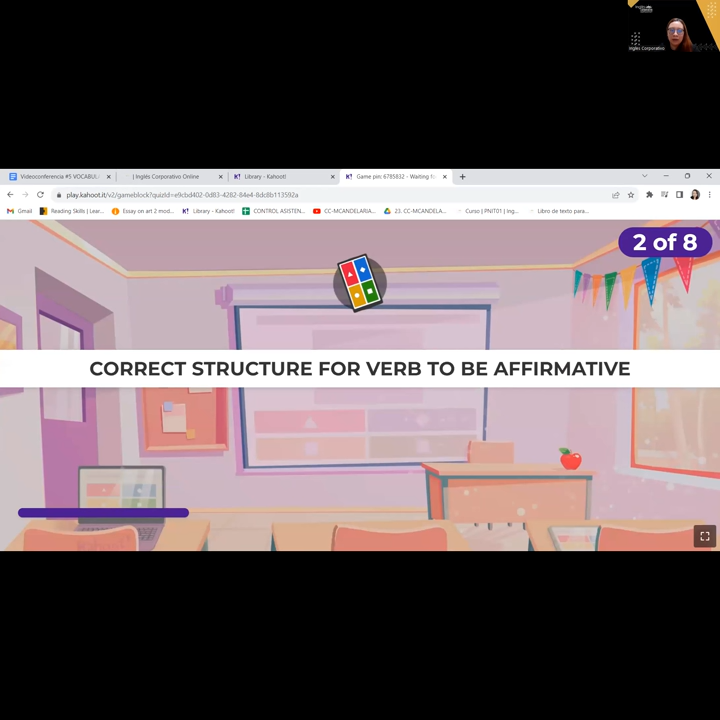 Inglés Corporativo
Videoconferencia #5 VOCABUL
| Inglés Corporativo Online
Library - Kahoot!
Game pin: 6785832 - Waiting f
play.kahoot.it/v2/gameblock?quizId=e9cbd402-0d83-4282-84e4-8dc8b113592a
Gmail
Reading Skills | Lear...
Essay on art 2 mod...
Library - Kahoot!
CONTROL ASISTEN...
CC-MCANDELARIA...
23. CC-MCANDELA...
Curso | PNIT01 | Ing...
Libro de texto para...
2 of 8
CORRECT STRUCTURE FOR VERB TO BE AFFIRMATIVE